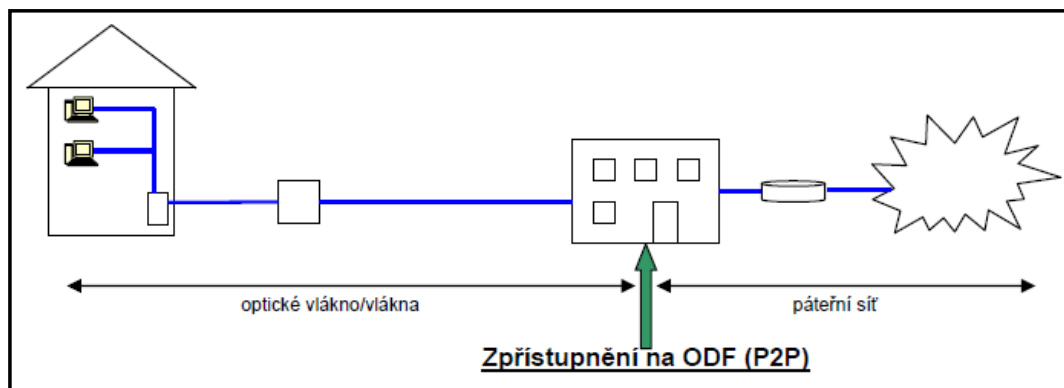 optické vlákno/vlákna
páteřní síť
Zpřístupnění na ODF (P2P)